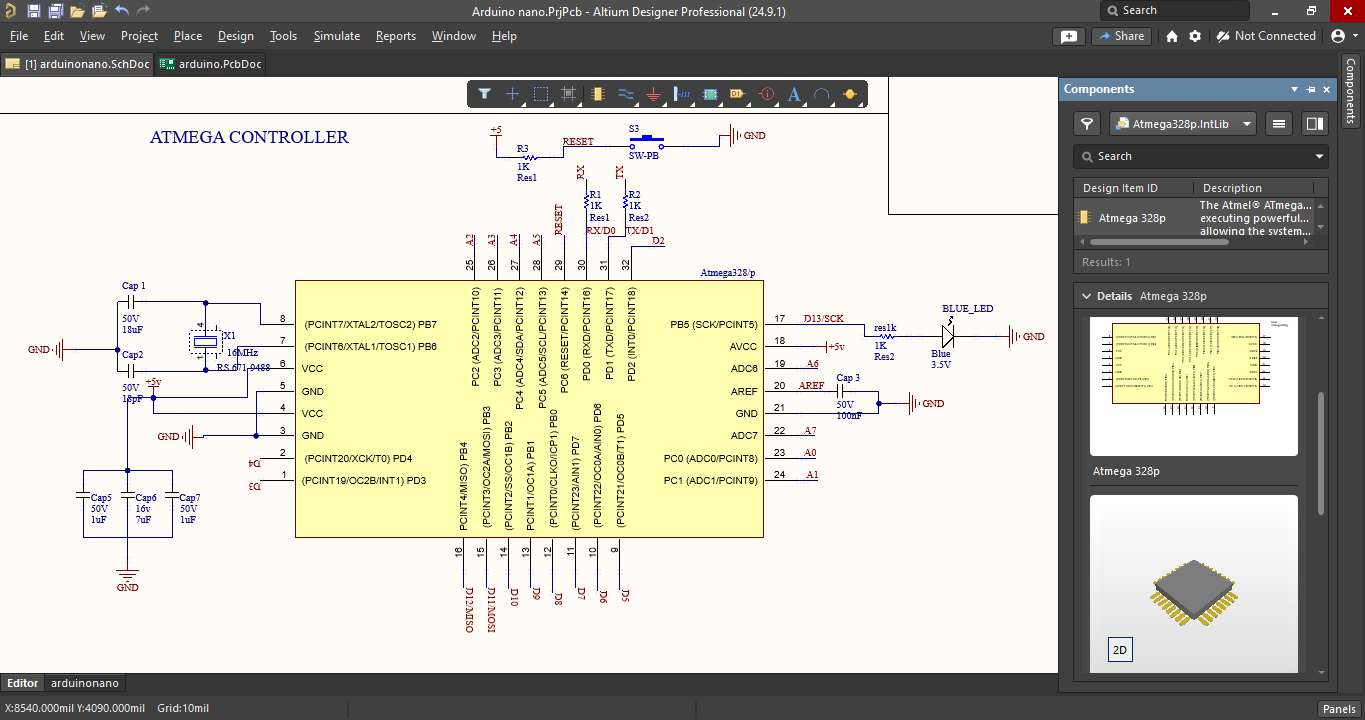 Arduino nano.PrjPcb - Altium Designer Professional (24.9.1)
Search
File Edit View Project Place Design Tools Simulate Reports Window Help
Share
Not Connected
[1] arduinonano.SchDoc
arduino.PcbDoc
Components
Components
ATMEGA CONTROLLER
+5
R3
1K
Res1
RESET
S3
SW-PB
GND
RX
R1
1K
Res1
RX/D0
TX
R2
1K
Res2
TX/D1
D2
RESET
A2
A3
A4
A5
25
26
27
28
29
30
31
32
Atmega328/p
PC2 (ADC2/PCINT10)
PC3 (ADC3/PCINT11)
PC4 (ADC4/SDA/PCINT12)
PC5 (ADC5/SCL/PCINT13)
PC6 (RESET/PCINT14)
PD0 (RXD/PCINT16)
PD1 (TXD/PCINT17)
PD2 (INT0/PCINT18)
Cap 1
50V
18uF
GND
Cap2
50V
18pF
4
1
X1
16MHz
RS 671-9488
+5v
GND
8 (PCINT7/XTAL2/TOSC2) PB7
7 (PCINT6/XTAL1/TOSC1) PB6
6 VCC
5 GND
4 VCC
3 GND
D4 2 (PCINT20/XCK/T0) PD4
D3 1 (PCINT19/OC2B/INT1) PD3
Cap5
50V
1uF
Cap6
16v
7uF
Cap7
50V
1uF
GND
PB5 (SCK/PCINT5) 17 D13/SCK
AVCC 18 +5v
ADC6 19 A6
AREF 20 AREF
GND 21
ADC7 22 A7
PC0 (ADC0/PCINT8) 23 A0
PC1 (ADC1/PCINT9) 24 A1
res1k
1K
Res2
BLUE_LED
Blue
3.5V
GND
Cap 3
50V
100nF
GND
PCINT4/MISO) PB4
(PCINT3/OC2A/MOSI) PB3
(PCINT2/SS/OC1B) PB2
PCINT1/OC1A) PB1
(PCINT0/CLKO/ICP1) PB0
(PCINT23/AIN1) PD7
(PCINT22/OC0A/AIN0) PD6
(PCINT21/OC0B/T1) PD5
16
15
14
13
12
11
10
9
D12/MISO
D11/MOSI
D10
D9
D8
D7
D6
D5
Atmega328p.IntLib
Search
Design Item ID Description
Atmega 328p
The Atmel® ATmega...
executing powerful...
allowing the system...
Results: 1
Details Atmega 328p
Atmega 328p
2D
Editor arduinonano
X:8540.000mil Y:4090.000mil Grid:10mil
Panels